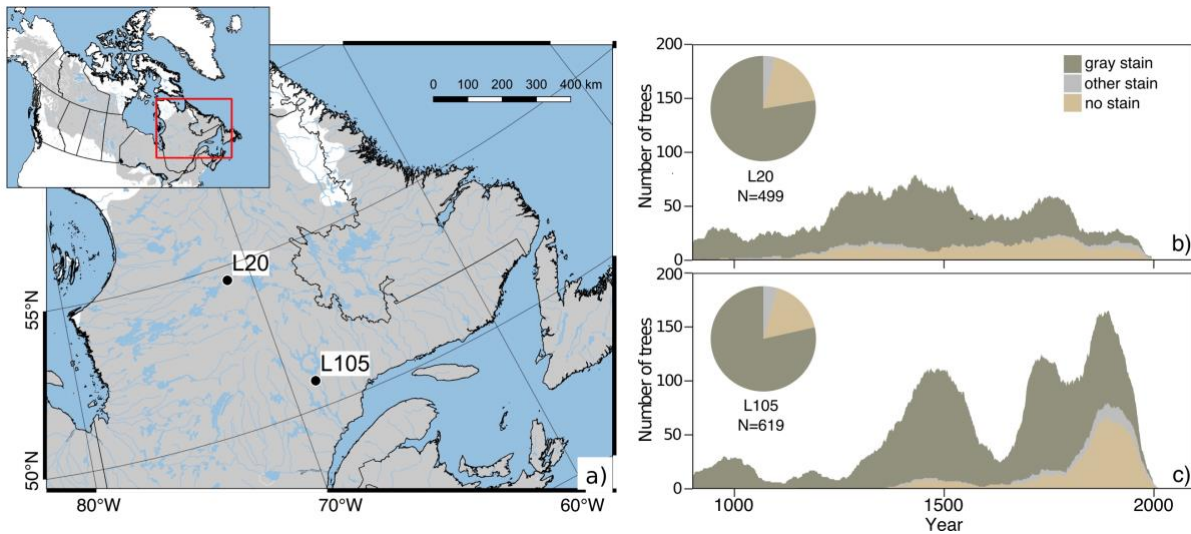 0 100 200 300 400 km
L20
L105
55°N
50°N
80°W
70°W
60°W
a)
200
150
100
50
0
Number of trees
gray stain
other stain
no stain
L20
N=499
b)
200
150
100
50
0
Number of trees
L105
N=619
c)
1000 1500 2000
Year